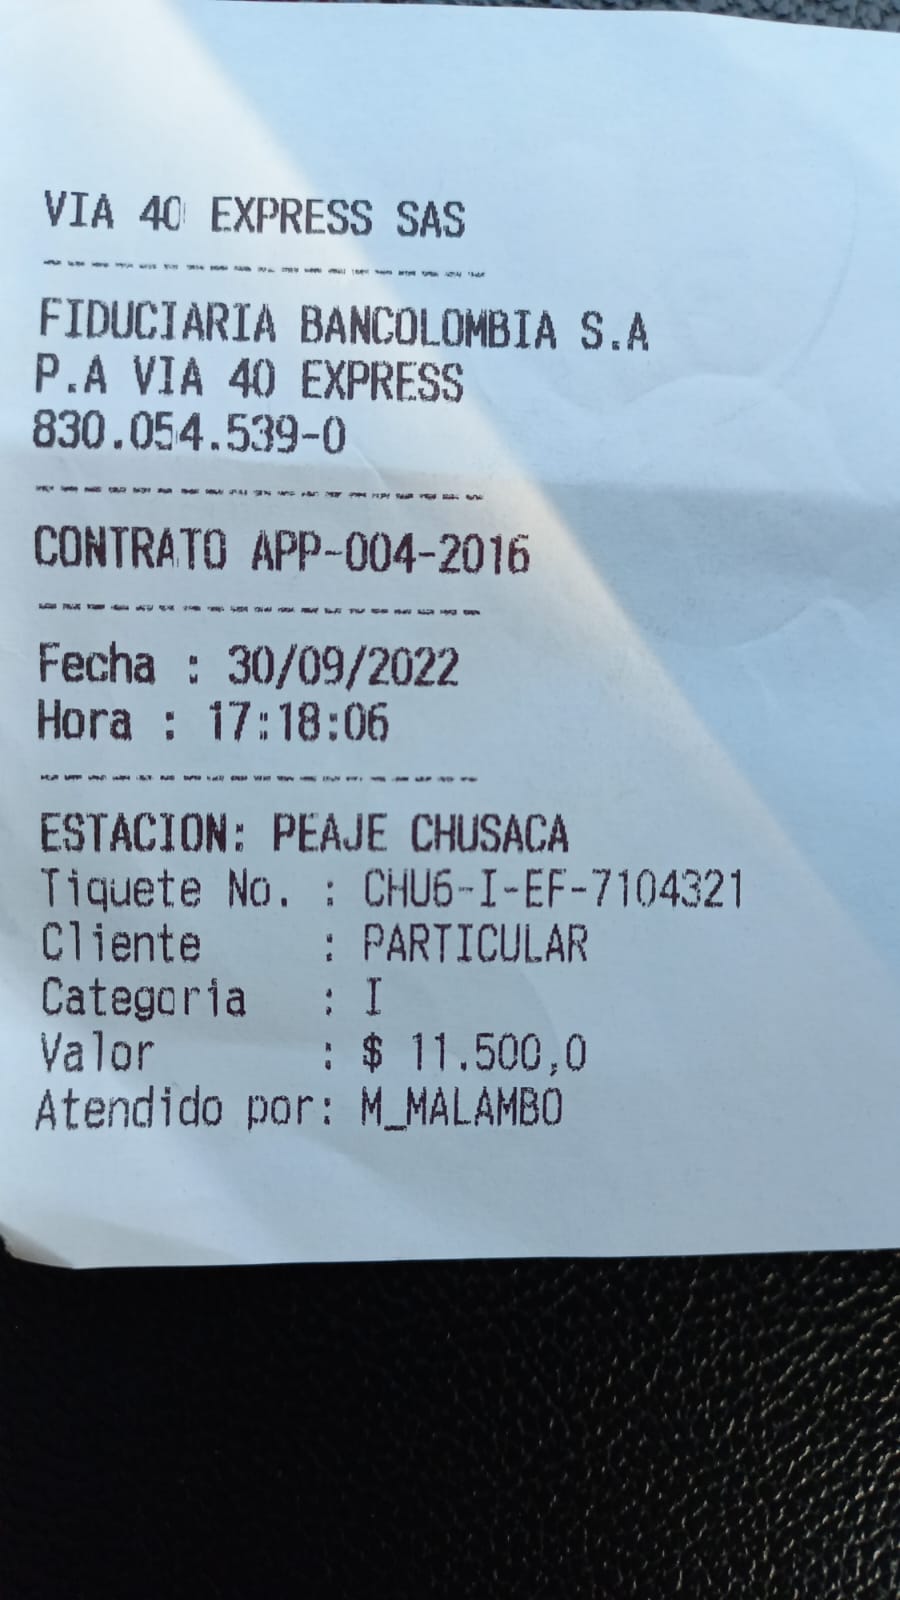 VIA 40 EXPRESS SAS
--------------------
FIDUCIARIA BANCOLOMBIA S.A
P.A VIA 40 EXPRESS
830.054.539-0
--------------------
CONTRATO APP-004-2016
--------------------
Fecha : 30/09/2022
Hora : 17:18:06
--------------------
ESTACION: PEAJE CHUSACA
Tiquete No. : CHU6-I-EF-7104321
Cliente : PARTICULAR
Categoria : I
Valor : $ 11.500,0
Atendido por: M_MALAMBO